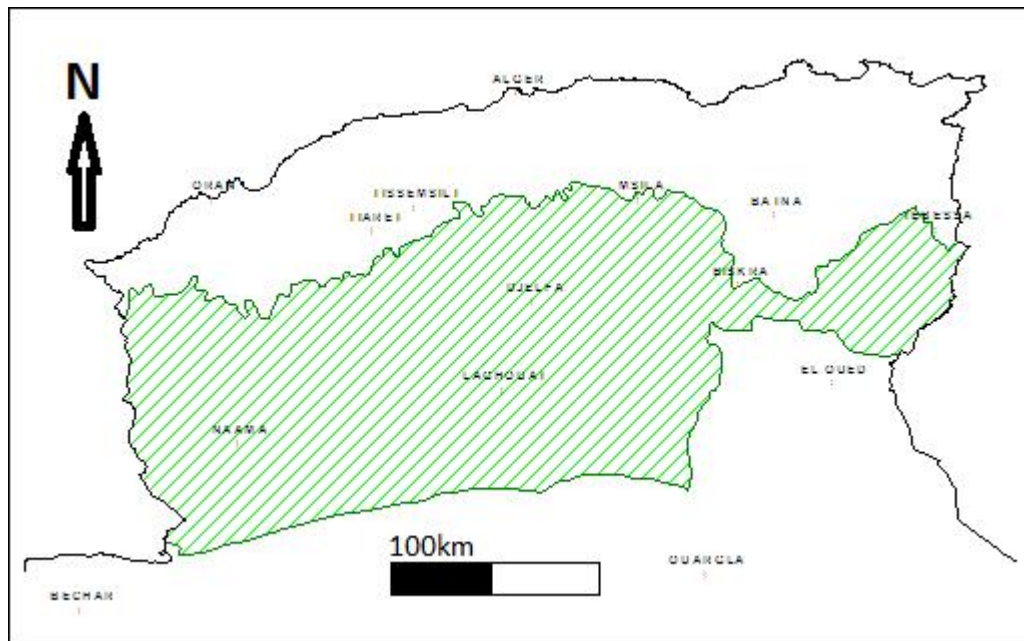 N
ALGER
ORAN
TISSEMSILT
MSILA
BATNA
TIARET
TEBESSA
BISKRA
DJELFA
LAGHOUAT
EL OUED
NAAMA
100km
OUARGLA
BECHAR